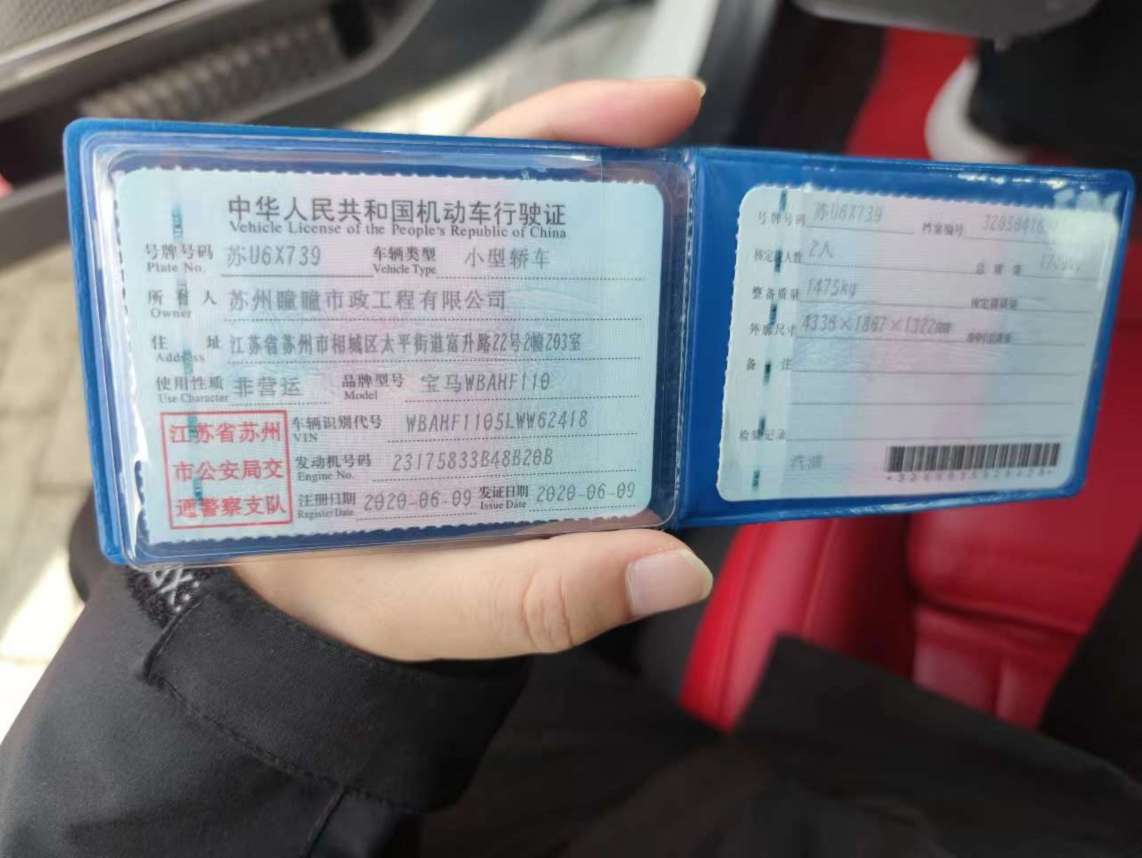 中华人民共和国机动车行驶证
Vehicle License of the People's Republic of China
号牌号码 苏U6X739 车辆类型 小型轿车
Plate No. Vehicle Type
所有人 苏州瞳瞳市政工程有限公司
Owner
住址 江苏省苏州市相城区太平街道富升路22号2幢203室
Address
使用性质 非营运 品牌型号 宝马WBAHF110
Use Character Model
江苏省苏州
市公安局交
通警察支队
车辆识别代号 WBAHF1105LWW62418
VIN
发动机号码 23175833B48B20B
Engine No.
注册日期 2020-06-09 发证日期 2020-06-09
Register Date Issue Date
号牌号码 苏U6X739 档案编号
核定载人数 2人 总质量
整备质量 1475kg 核定载质量
外廓尺寸 4336×1867×1322mm
备注
检验记录
汽油